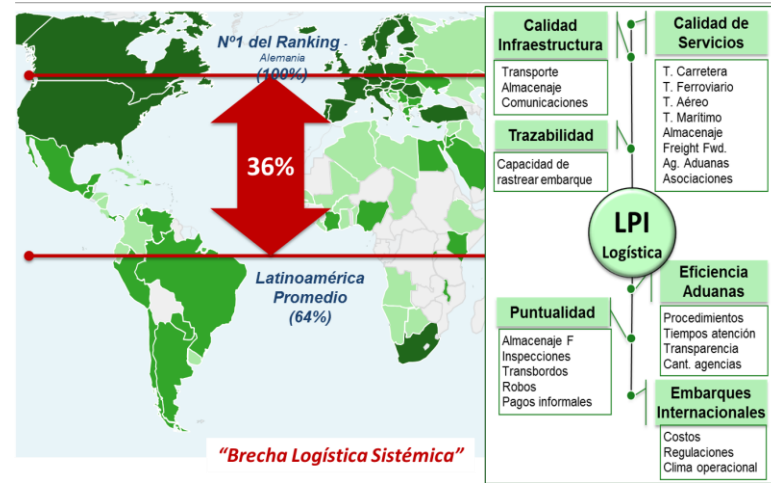 Nº1 del Ranking
Alemania
(100%)
36%
Latinoamérica
Promedio
(64%)
“Brecha Logística Sistémica”
Calidad
Infraestructura
Transporte
Almacenaje
Comunicaciones
Calidad de
Servicios
T. Carretera
T. Ferroviario
T. Aéreo
T. Marítimo
Almacenaje
Freight Fwd.
Ag. Aduanas
Asociaciones
Trazabilidad
Capacidad de
rastrear embarque
LPI
Logística
Eficiencia
Aduanas
Procedimientos
Tiempos atención
Transparencia
Cant. agencias
Puntualidad
Almacenaje F
Inspecciones
Transbordos
Robos
Pagos informales
Embarques
Internacionales
Costos
Regulaciones
Clima operacional